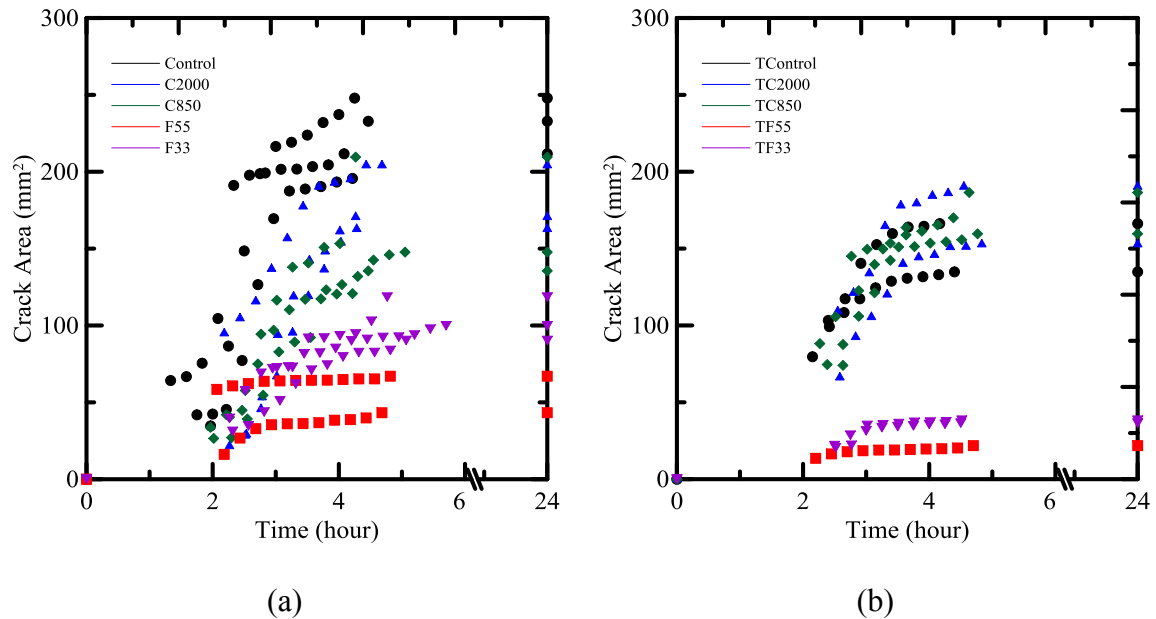 300
200
100
0
Crack Area (mm²)
Control
C2000
C850
F55
F33
0 2 4 6 24
Time (hour)
(a)
300
200
100
0
Crack Area (mm²)
TControl
TC2000
TC850
TF55
TF33
0 2 4 6 24
Time (hour)
(b)